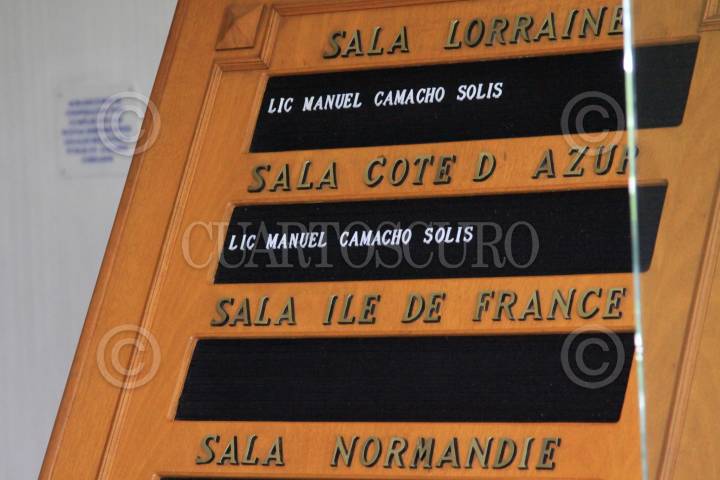 SALA LORRAINE
LIC MANUEL CAMACHO SOLIS
SALA COTE D AZUR
LIC MANUEL CAMACHO SOLIS
CUARTOSCURO
SALA ILE DE FRANCE
SALA NORMANDIE